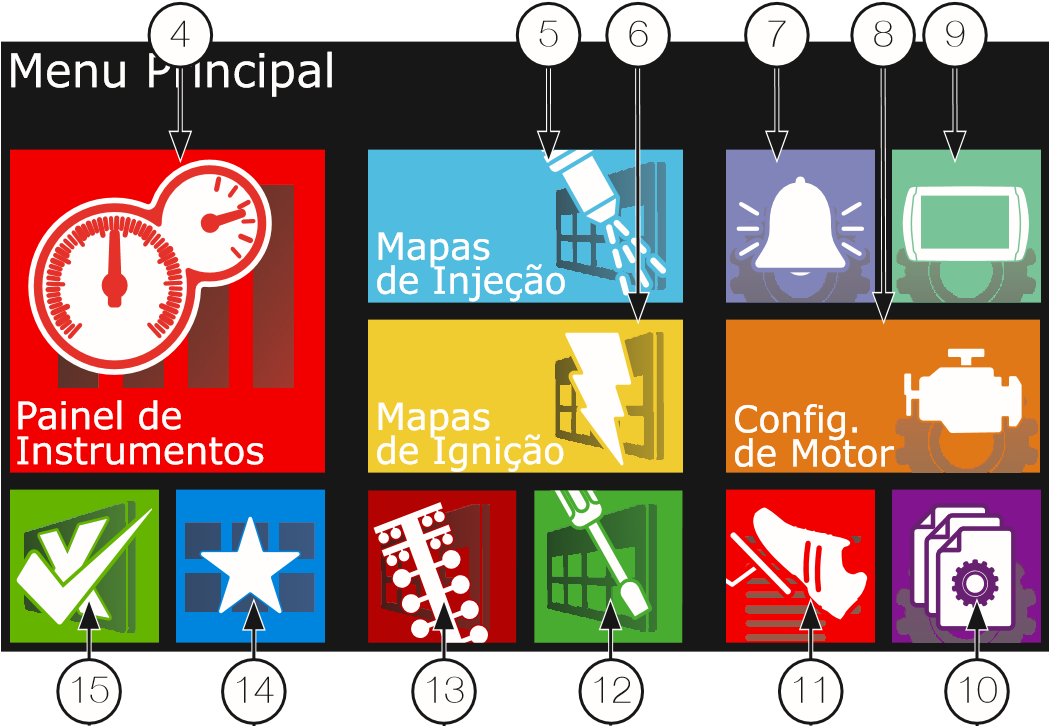 4 5 6 7 8 9
Menu Principal
Mapas
de Injeção
Painel de
Instrumentos
Mapas
de Ignição
Config.
de Motor
15 14 13 12 11 10